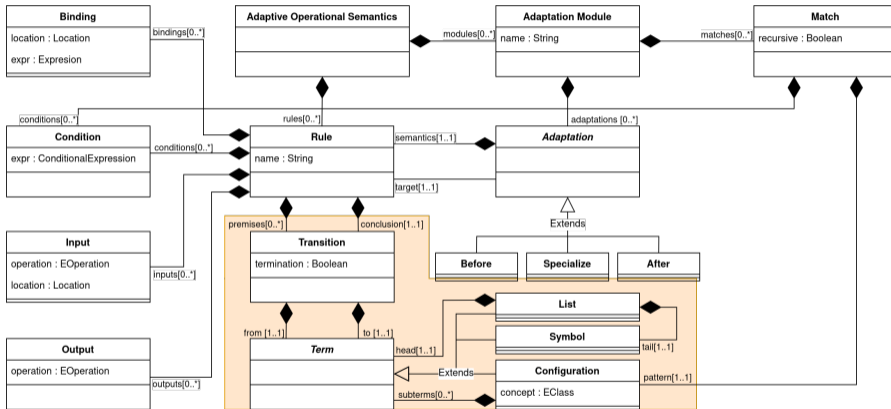 Binding
location : Location
expr : Expresion
bindings[0..*]
Adaptive Operational Semantics
modules[0..*]
Adaptation Module
name : String
matches[0..*]
Match
recursive : Boolean
conditions[0..*]
rules[0..*]
adaptations [0..*]
Condition
expr : ConditionalExpression
conditions[0..*]
Rule
name : String
semantics[1..1]
target[1..1]
Adaptation
Extends
premises[0..*]
conclusion[1..1]
Input
operation : EOperation
location : Location
inputs[0..*]
Transition
termination : Boolean
Before
Specialize
After
from [1..1]
to [1..1]
List
Symbol
tail[1..1]
Output
operation : EOperation
outputs[0..*]
Term
head[1..1]
Extends
subterms[0..*]
Configuration
concept : EClass
pattern[1..1]